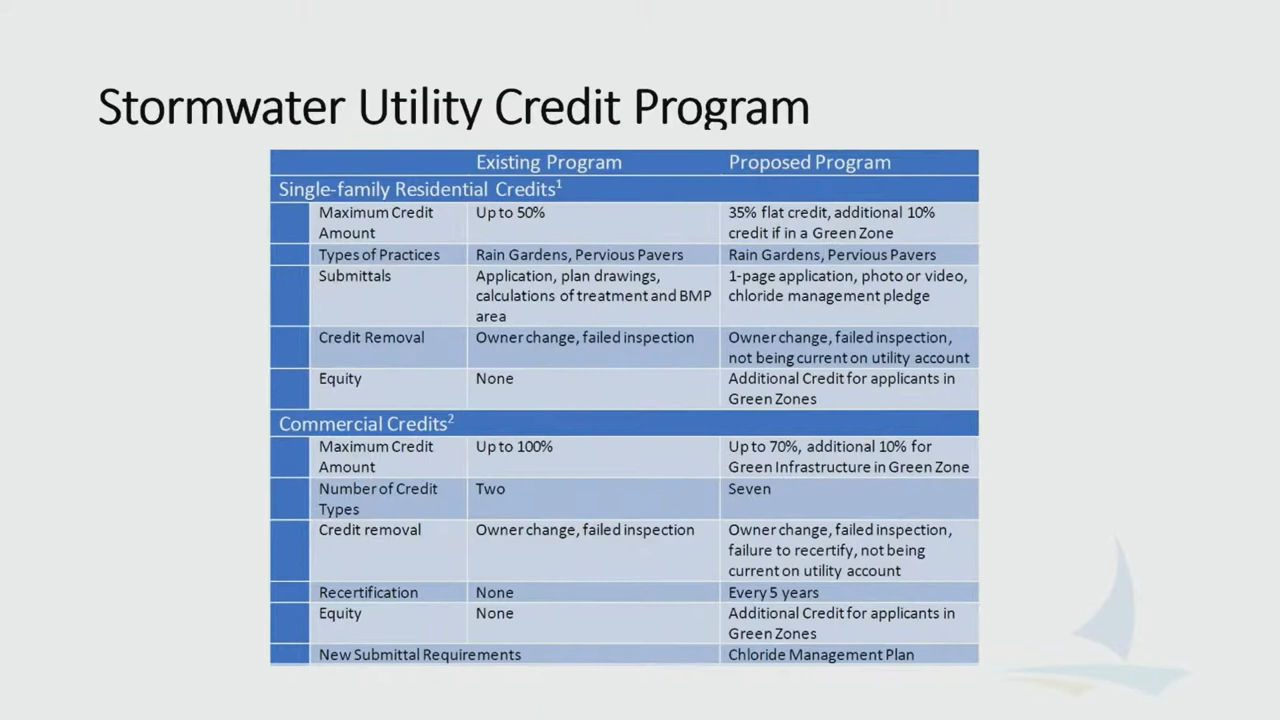 Stormwater Utility Credit Program
Existing Program Proposed Program
Single-family Residential Credits¹
Maximum Credit Amount Up to 50% 35% flat credit, additional 10% credit if in a Green Zone
Types of Practices Rain Gardens, Pervious Pavers Rain Gardens, Pervious Pavers
Submittals Application, plan drawings, calculations of treatment and BMP area 1-page application, photo or video, chloride management pledge
Credit Removal Owner change, failed inspection Owner change, failed inspection, not being current on utility account
Equity None Additional Credit for applicants in Green Zones
Commercial Credits²
Maximum Credit Amount Up to 100% Up to 70%, additional 10% for Green Infrastructure in Green Zone
Number of Credit Types Two Seven
Credit removal Owner change, failed inspection Owner change, failed inspection, failure to recertify, not being current on utility account
Recertification None Every 5 years
Equity None Additional Credit for applicants in Green Zones
New Submittal Requirements Chloride Management Plan